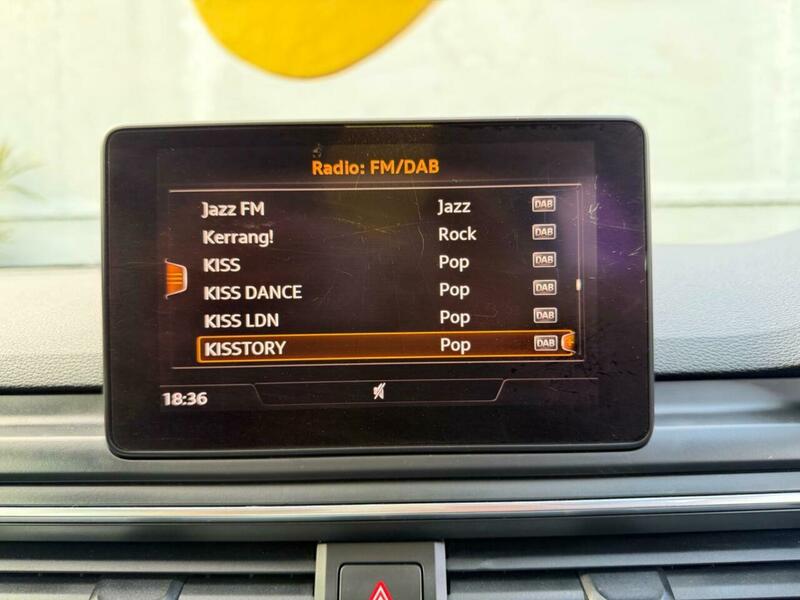 Radio: FM/DAB
Jazz FM Jazz DAB
Kerrang! Rock DAB
KISS Pop DAB
KISS DANCE Pop DAB
KISS LDN Pop DAB
KISSTORY Pop DAB
18:36